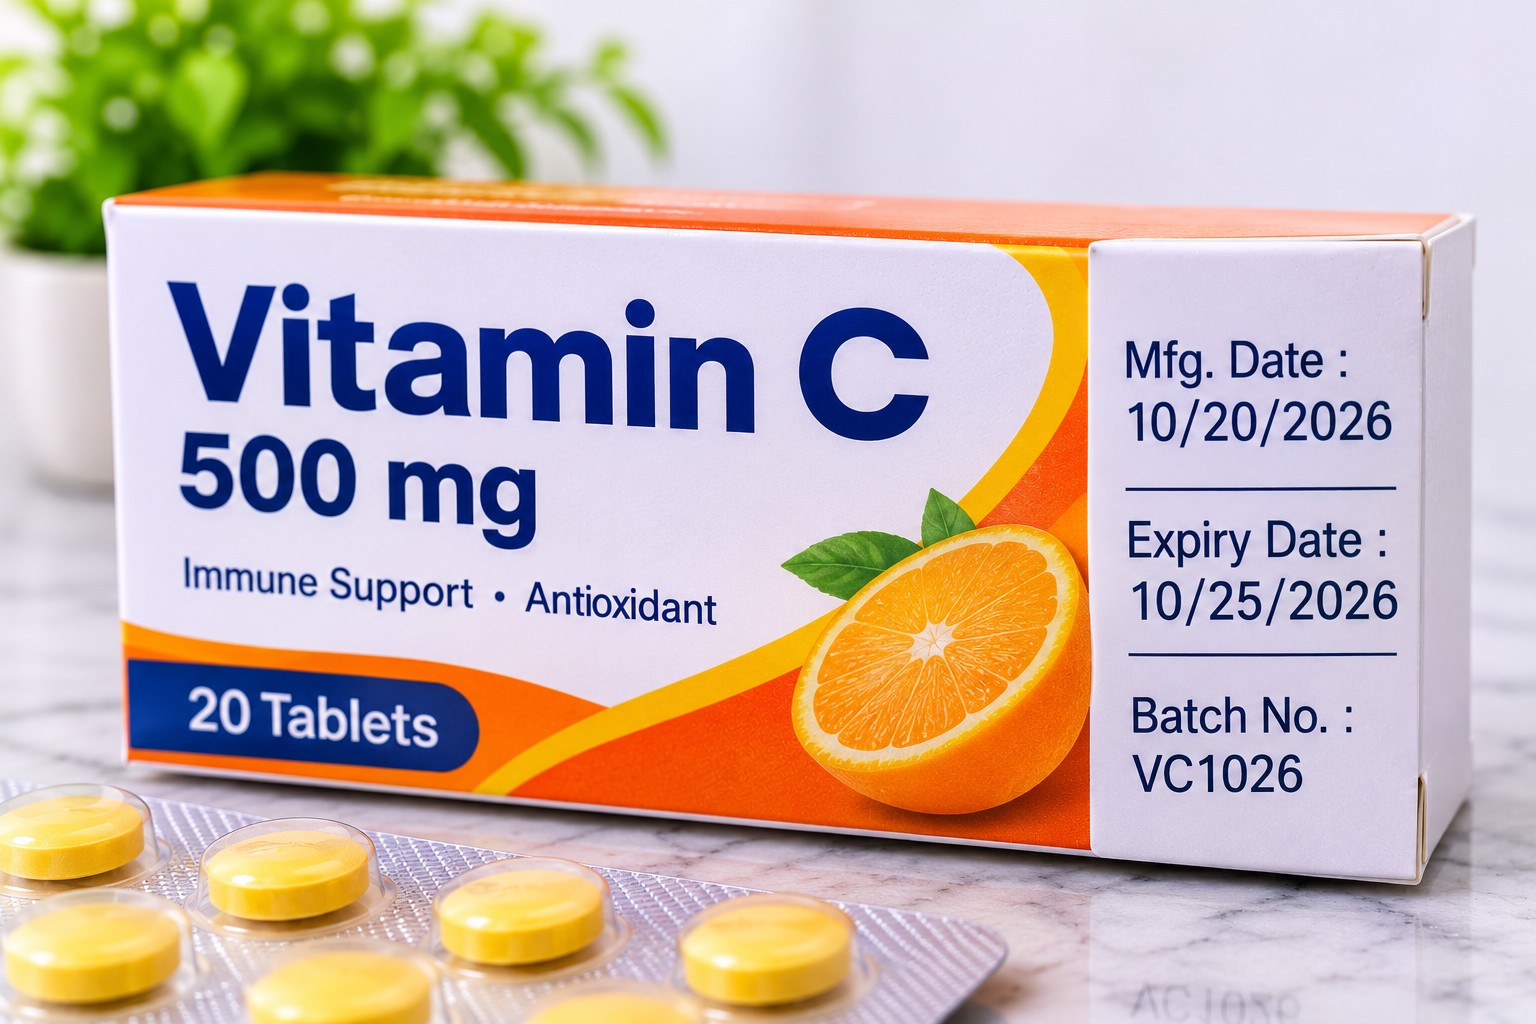 Vitamin C
500 mg
Immune Support • Antioxidant
20 Tablets
Mfg. Date :
10/20/2026
Expiry Date :
10/25/2026
Batch No. :
VC1026